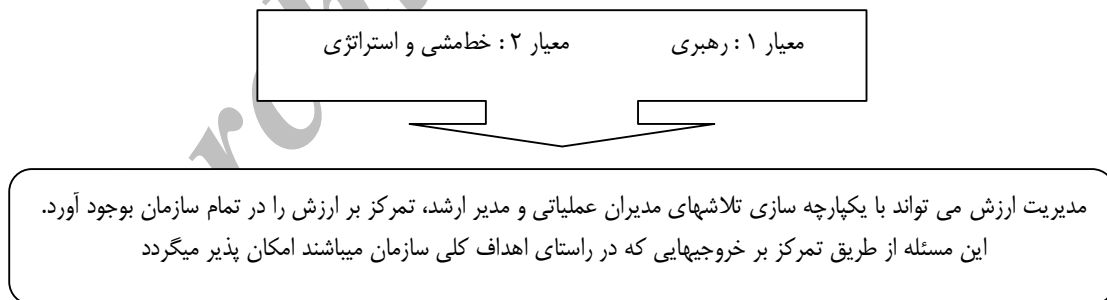 معیار ۱ : رهبری        معیار ۲ : خط‌مشی و استراتژی
مدیریت ارزش می تواند با یکپارچه سازی تلاشهای مدیران عملیاتی و مدیر ارشد، تمرکز بر ارزش را در تمام سازمان بوجود آورد.
این مسئله از طریق تمرکز بر خروجیهایی که در راستای اهداف کلی سازمان میباشند امکان پذیر میگردد